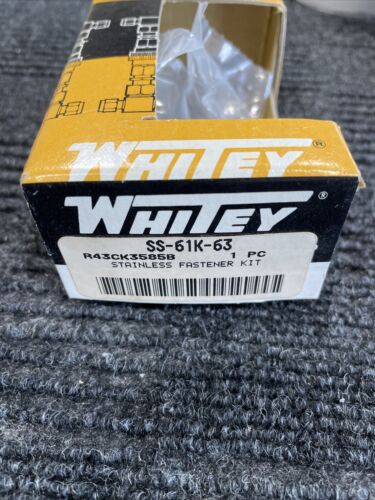 WHITEY®
WHITEY®
SS-61K-63
R43CK3585B 1 PC
STAINLESS FASTENER KIT